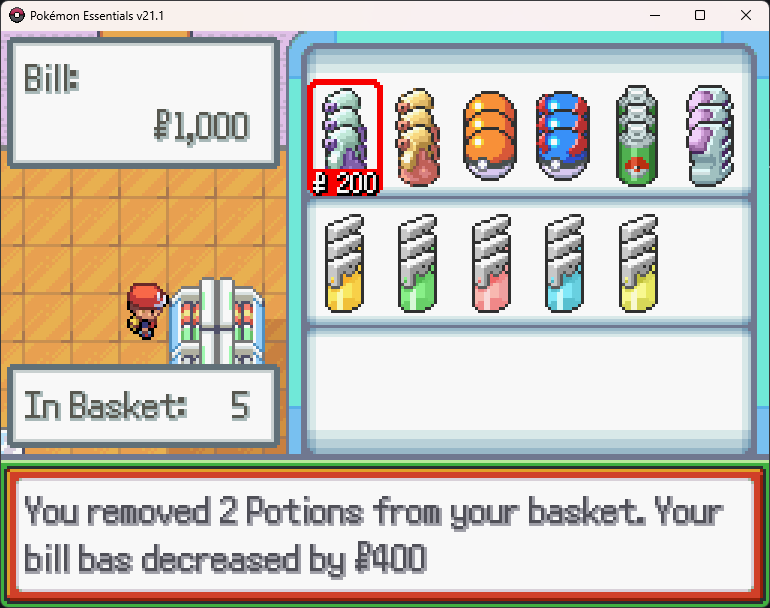 Pokémon Essentials v21.1
Bill:
₽1,000
₽ 200
In Basket: 5
You removed 2 Potions from your basket. Your
bill bas decreased by ₽400